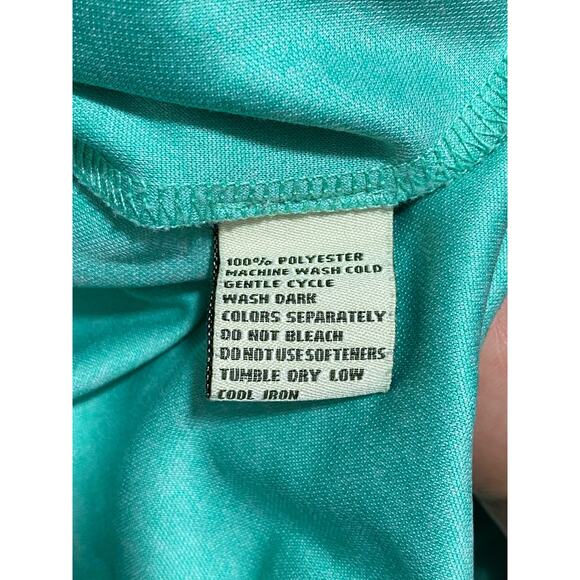 100% POLYESTER
MACHINE WASH COLD
GENTLE CYCLE
WASH DARK
COLORS SEPARATELY
DO NOT BLEACH
DO NOT USE SOFTENERS
TUMBLE DRY LOW
COOL IRON